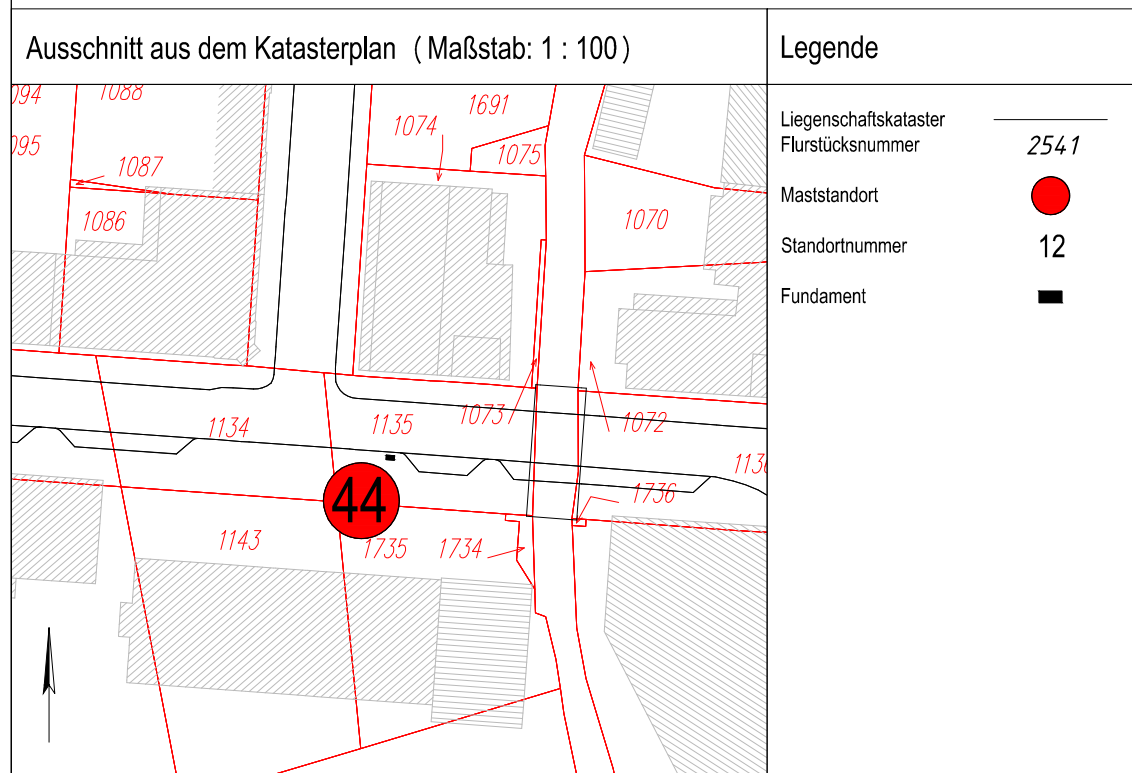 Ausschnitt aus dem Katasterplan (Maßstab: 1 : 100)
Legende
Liegenschaftskataster
Flurstücksnummer 2541
Maststandort
Standortnummer 12
Fundament
1088
1691
1074
1075
1087
1086
1070
1073
1072
1134
1135
1736
44
1143
1735
1734